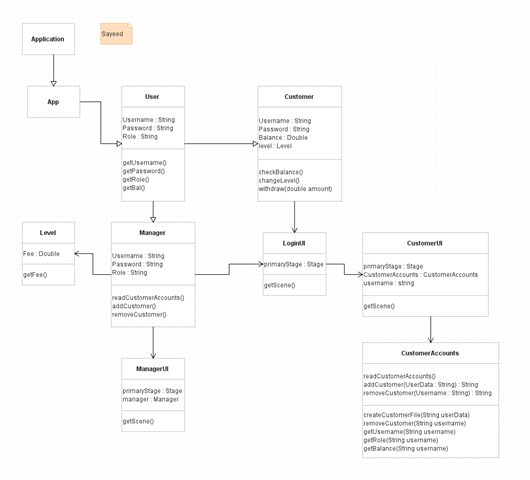 Application
Sayeed
App
User
Username : String
Password : String
Role : String
getUsername()
getPassword()
getRole()
getBal()
Customer
Username : String
Password : String
Balance : Double
level : Level
checkBalance()
changeLevel()
withdraw(double amount)
Level
Fee : Double
getFee()
Manager
Username : String
Password : String
Role : String
readCustomerAccounts()
addCustomer()
removeCustomer()
LoginUI
primaryStage : Stage
getScene()
CustomerUI
primaryStage : Stage
CustomerAccounts : CustomerAccounts
username : string
getScene()
ManagerUI
primaryStage : Stage
manager : Manager
getScene()
CustomerAccounts
readCustomerAccounts()
addCustomer(UserData : String) : String
removeCustomer(Username : String) : String
createCustomerFile(String userData)
removeCustomer(String username)
getUsername(String username)
getRole(String username)
getBalance(String username)